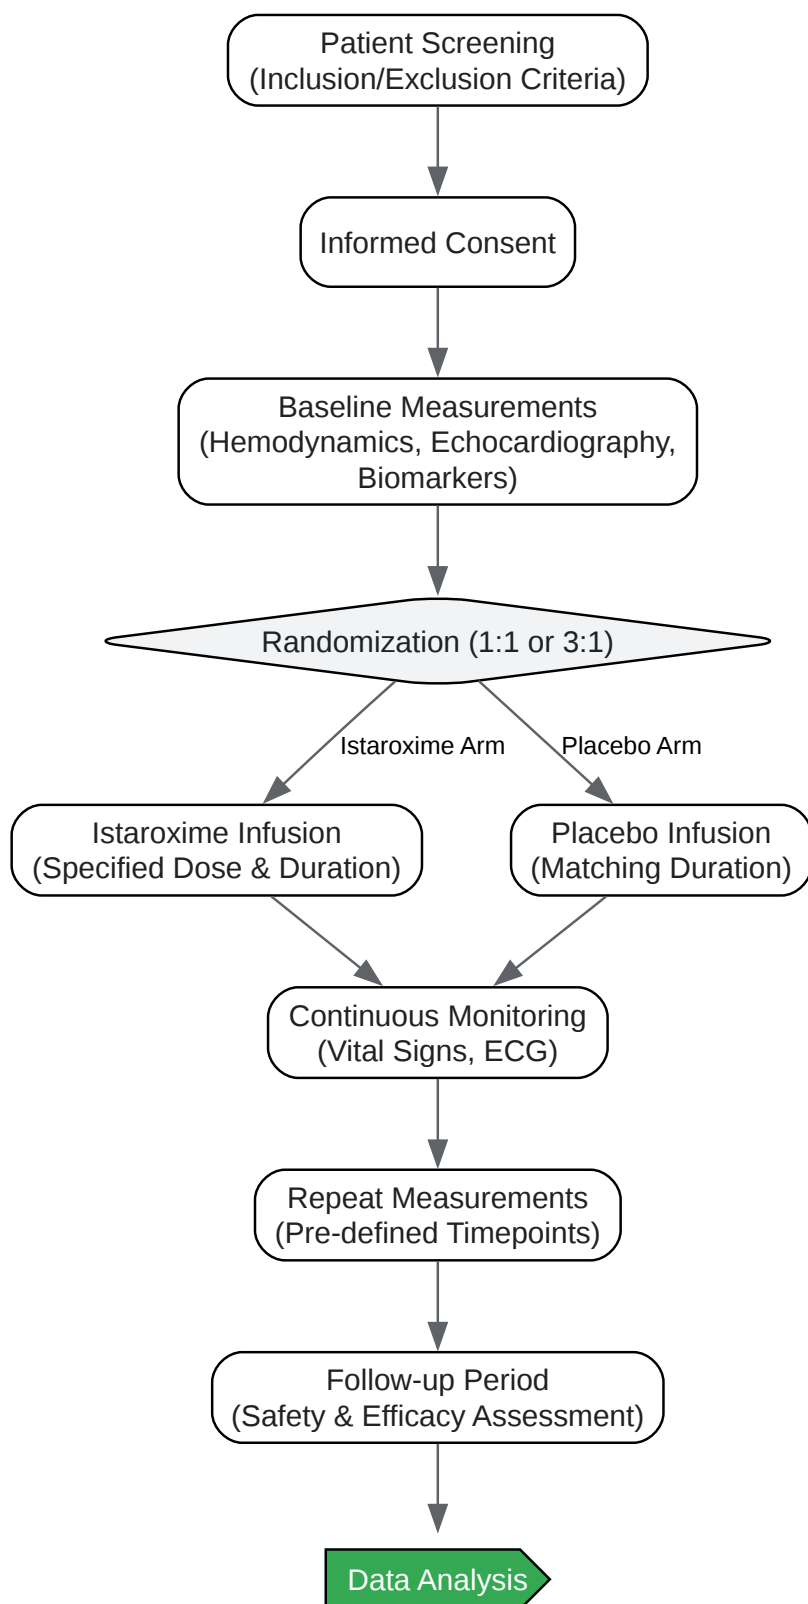 Patient Screening
(Inclusion/Exclusion Criteria)
Informed Consent
Baseline Measurements
(Hemodynamics, Echocardiography,
Biomarkers)
Randomization (1:1 or 3:1)
Istaroxime Arm
Placebo Arm
Istaroxime Infusion
(Specified Dose & Duration)
Placebo Infusion
(Matching Duration)
Continuous Monitoring
(Vital Signs, ECG)
Repeat Measurements
(Pre-defined Timepoints)
Follow-up Period
(Safety & Efficacy Assessment)
Data Analysis